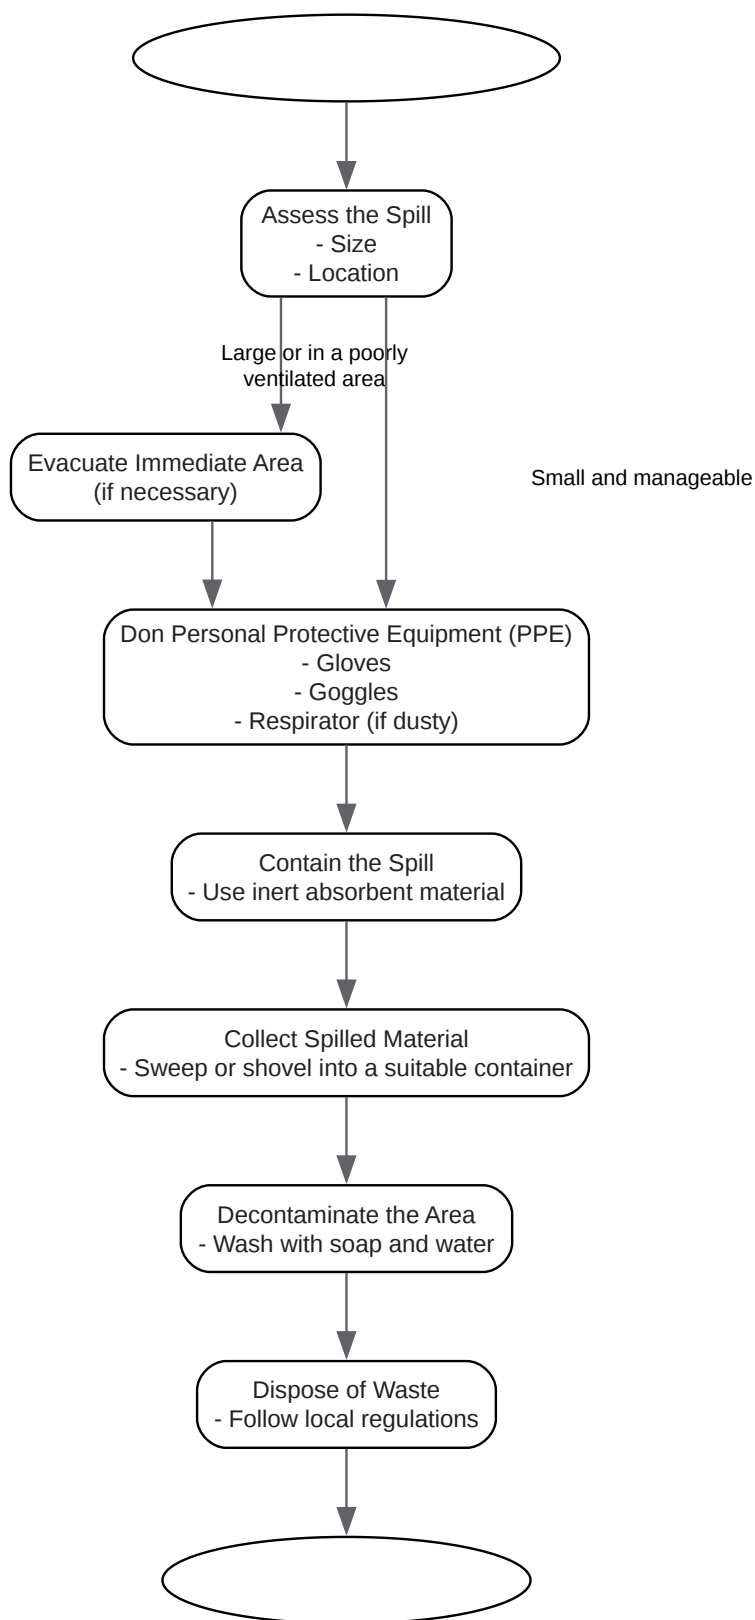 Assess the Spill
- Size
- Location
Large or in a poorly
ventilated area
Evacuate Immediate Area
(if necessary)
Small and manageable
Don Personal Protective Equipment (PPE)
- Gloves
- Goggles
- Respirator (if dusty)
Contain the Spill
- Use inert absorbent material
Collect Spilled Material
- Sweep or shovel into a suitable container
Decontaminate the Area
- Wash with soap and water
Dispose of Waste
- Follow local regulations